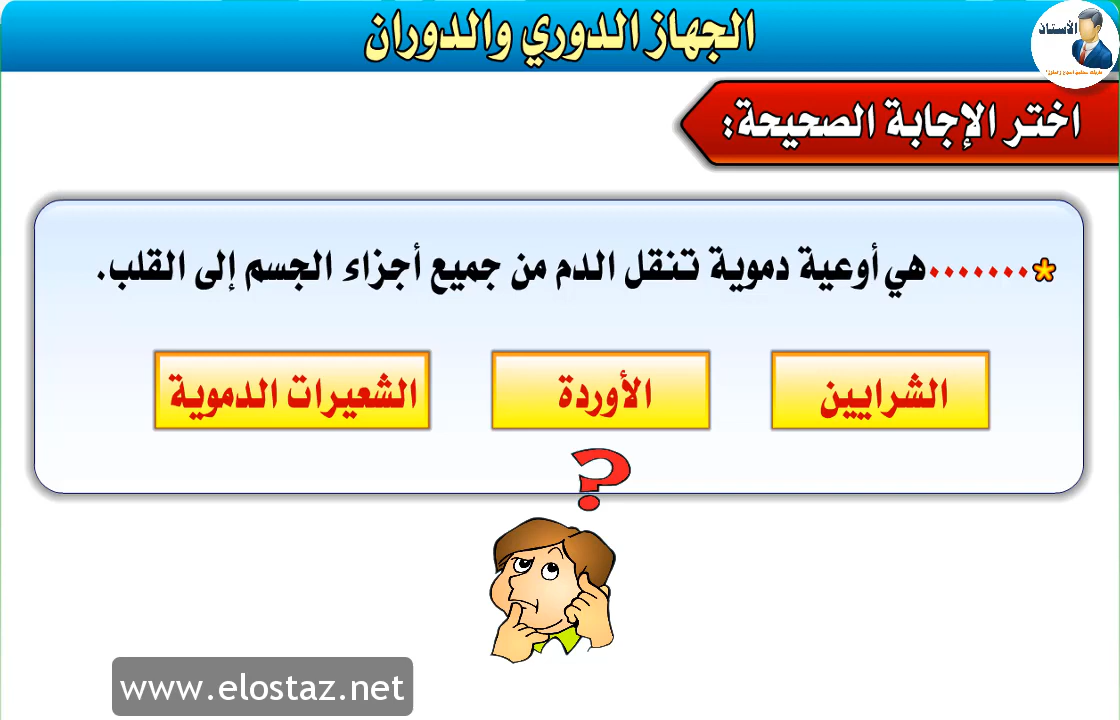 الجهاز الدوري والدوران
الأستاذ
اختر الإجابة الصحيحة:
* ....... هي أوعية دموية تنقل الدم من جميع أجزاء الجسم إلى القلب.
الشرايين
الأوردة
الشعيرات الدموية
?
www.elostaz.net